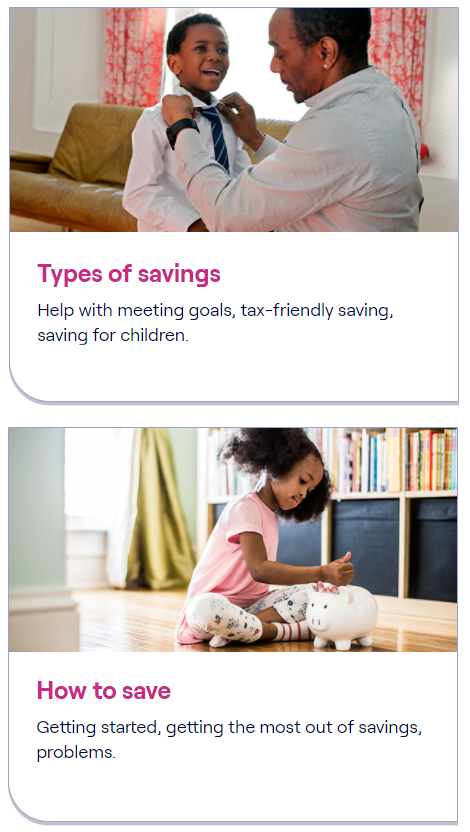 Types of savings
Help with meeting goals, tax-friendly saving,
saving for children.
How to save
Getting started, getting the most out of savings,
problems.